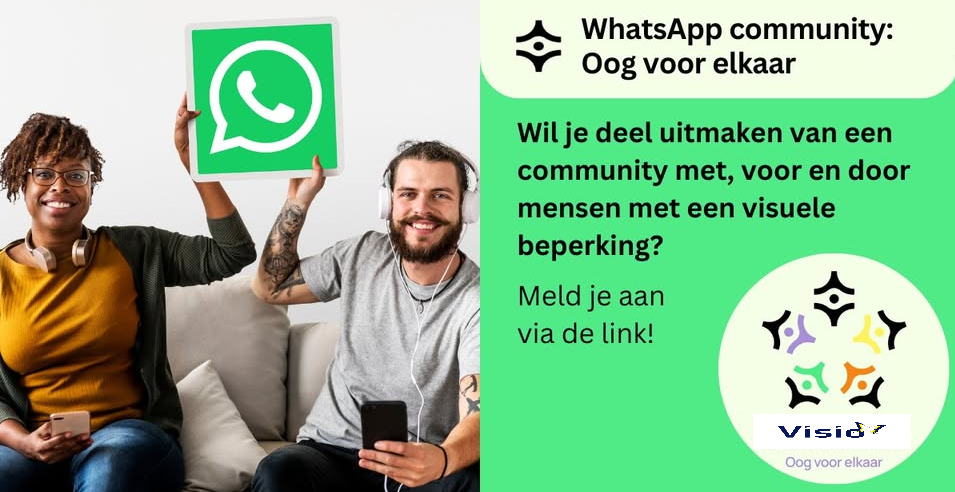 WhatsApp community:
Oog voor elkaar
Wil je deel uitmaken van een
community met, voor en door
mensen met een visuele
beperking?
Meld je aan
via de link!
Visio
Oog voor elkaar